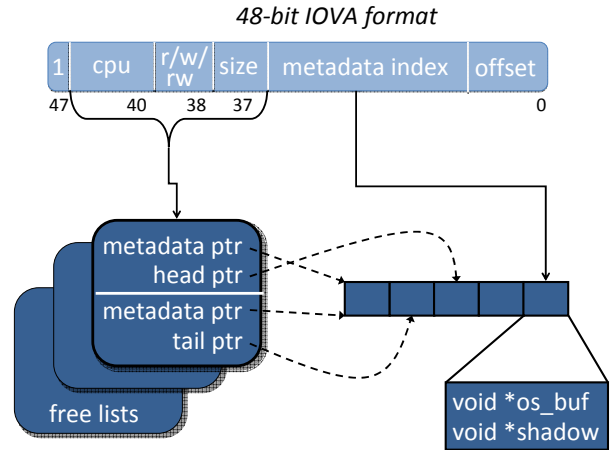 48-bit IOVA format
1 cpu r/w/ rw size metadata index offset
47 40 38 37 0
metadata ptr
head ptr
metadata ptr
tail ptr
free lists
void *os_buf
void *shadow